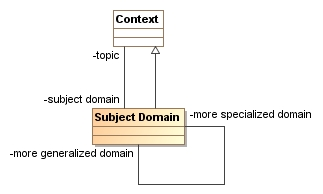 Context
-topic
-subject domain
Subject Domain
-more specialized domain
-more generalized domain